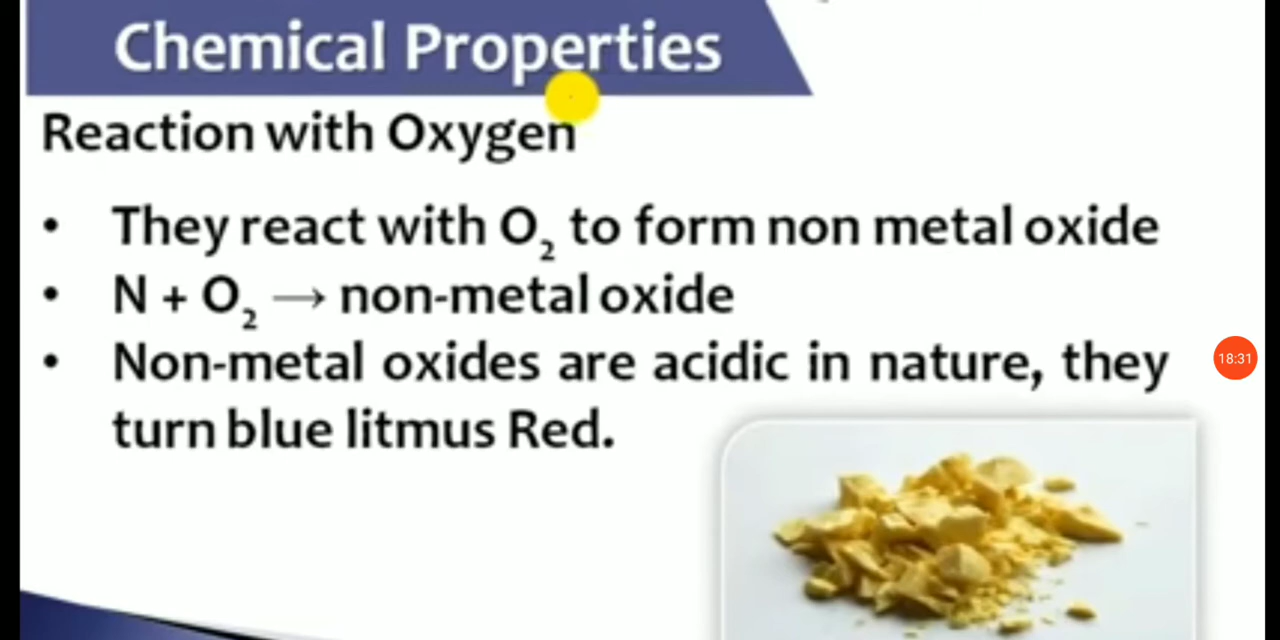 Chemical Properties
Reaction with Oxygen
• They react with O₂ to form non metal oxide
• N + O₂ → non-metal oxide
• Non-metal oxides are acidic in nature, they
turn blue litmus Red.
18:31